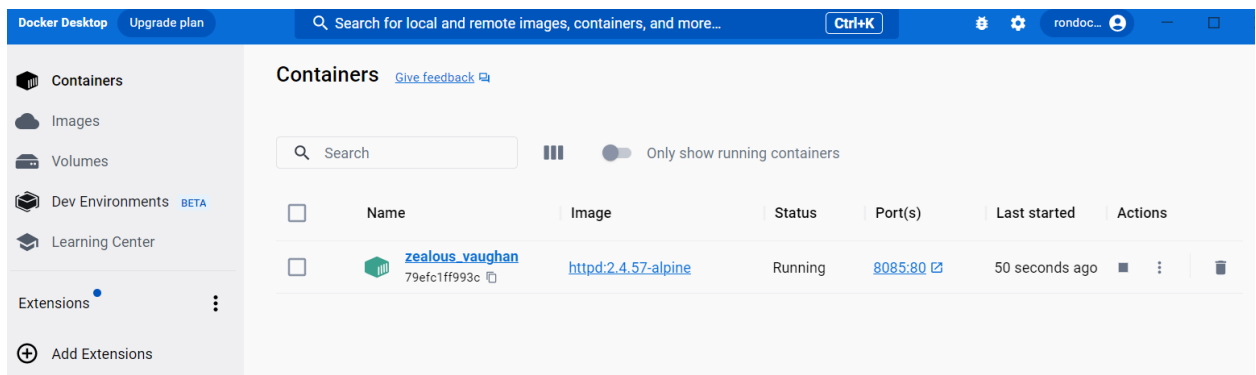 Docker Desktop Upgrade plan Search for local and remote images, containers, and more... Ctrl+K rondoc...
Containers
Images
Volumes
Dev Environments BETA
Learning Center
Extensions
Add Extensions
Containers Give feedback
Search Only show running containers
Name Image Status Port(s) Last started Actions
zealous_vaughan httpd:2.4.57-alpine Running 8085:80 50 seconds ago
79efc1ff993c